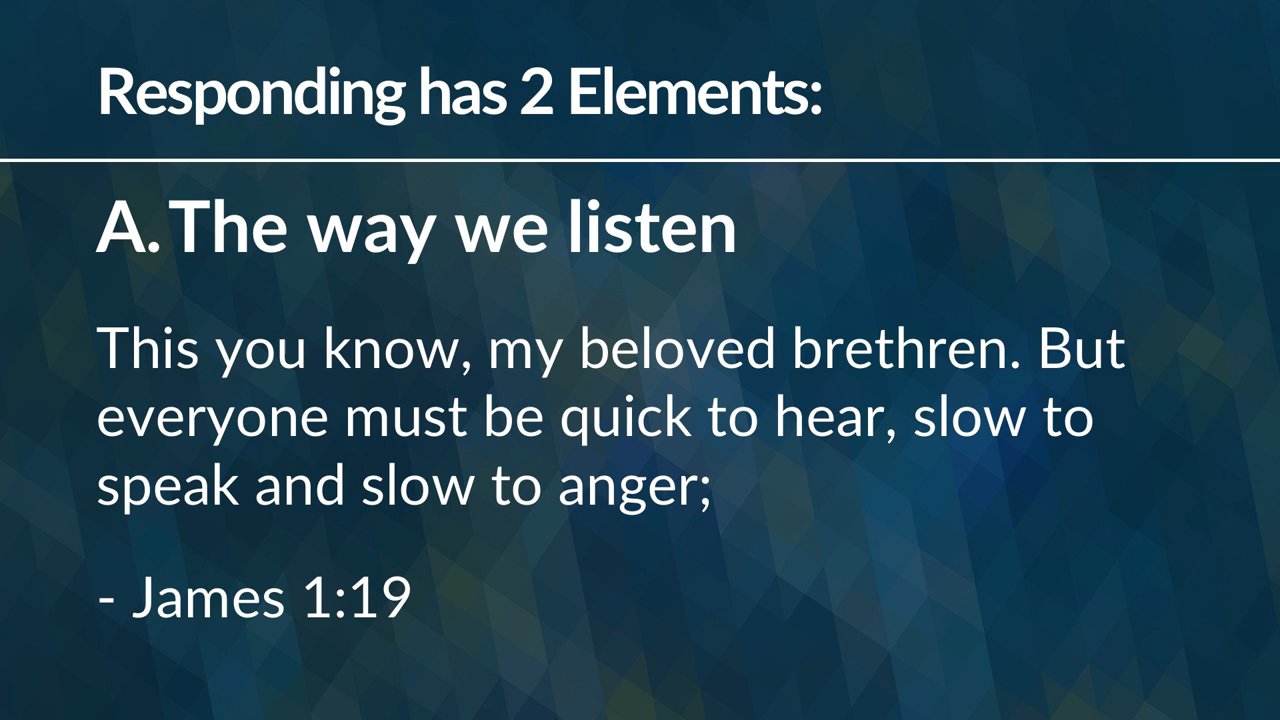 Responding has 2 Elements:
A. The way we listen
This you know, my beloved brethren. But
everyone must be quick to hear, slow to
speak and slow to anger;
- James 1:19